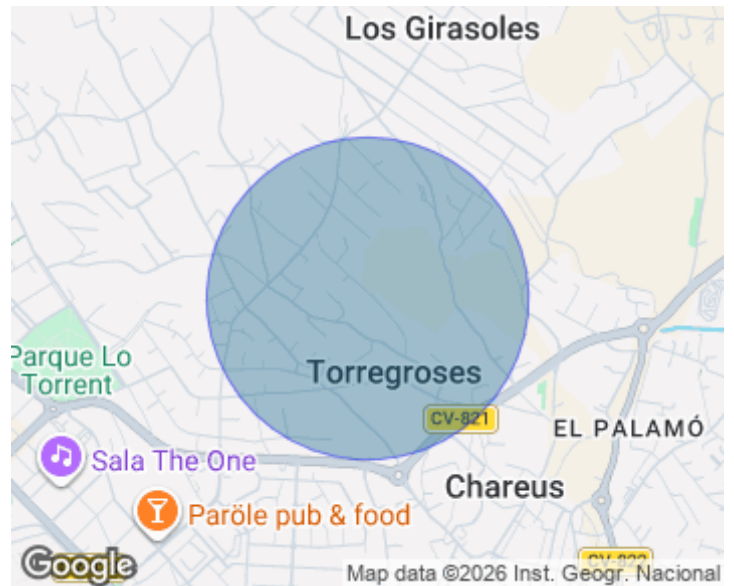 Los Girasoles
Parque Lo
Torrent
Torregroses
CV-821
EL PALAMÓ
Sala The One
Chareus
Paröle pub & food
CV-822
Google
Map data ©2026 Inst. Geogr. Nacional